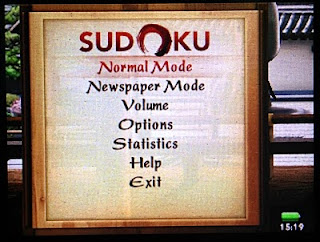 SUDOKU
Normal Mode
Newspaper Mode
Volume
Options
Statistics
Help
Exit
15:19